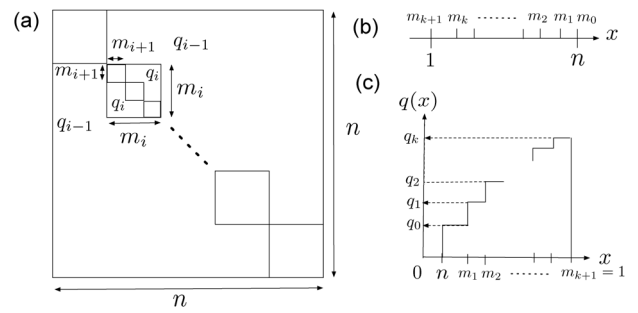 (a)
q_{i-1}
m_{i+1}
m_{i+1}
q_i
q_i
m_i
m_i
q_{i-1}
n
n
(b)
m_{k+1} m_k ....... m_2 m_1 m_0
x
1 n
(c)
q(x)
q_k
q_2
q_1
q_0
x
0 n m_1 m_2 ....... m_{k+1} = 1